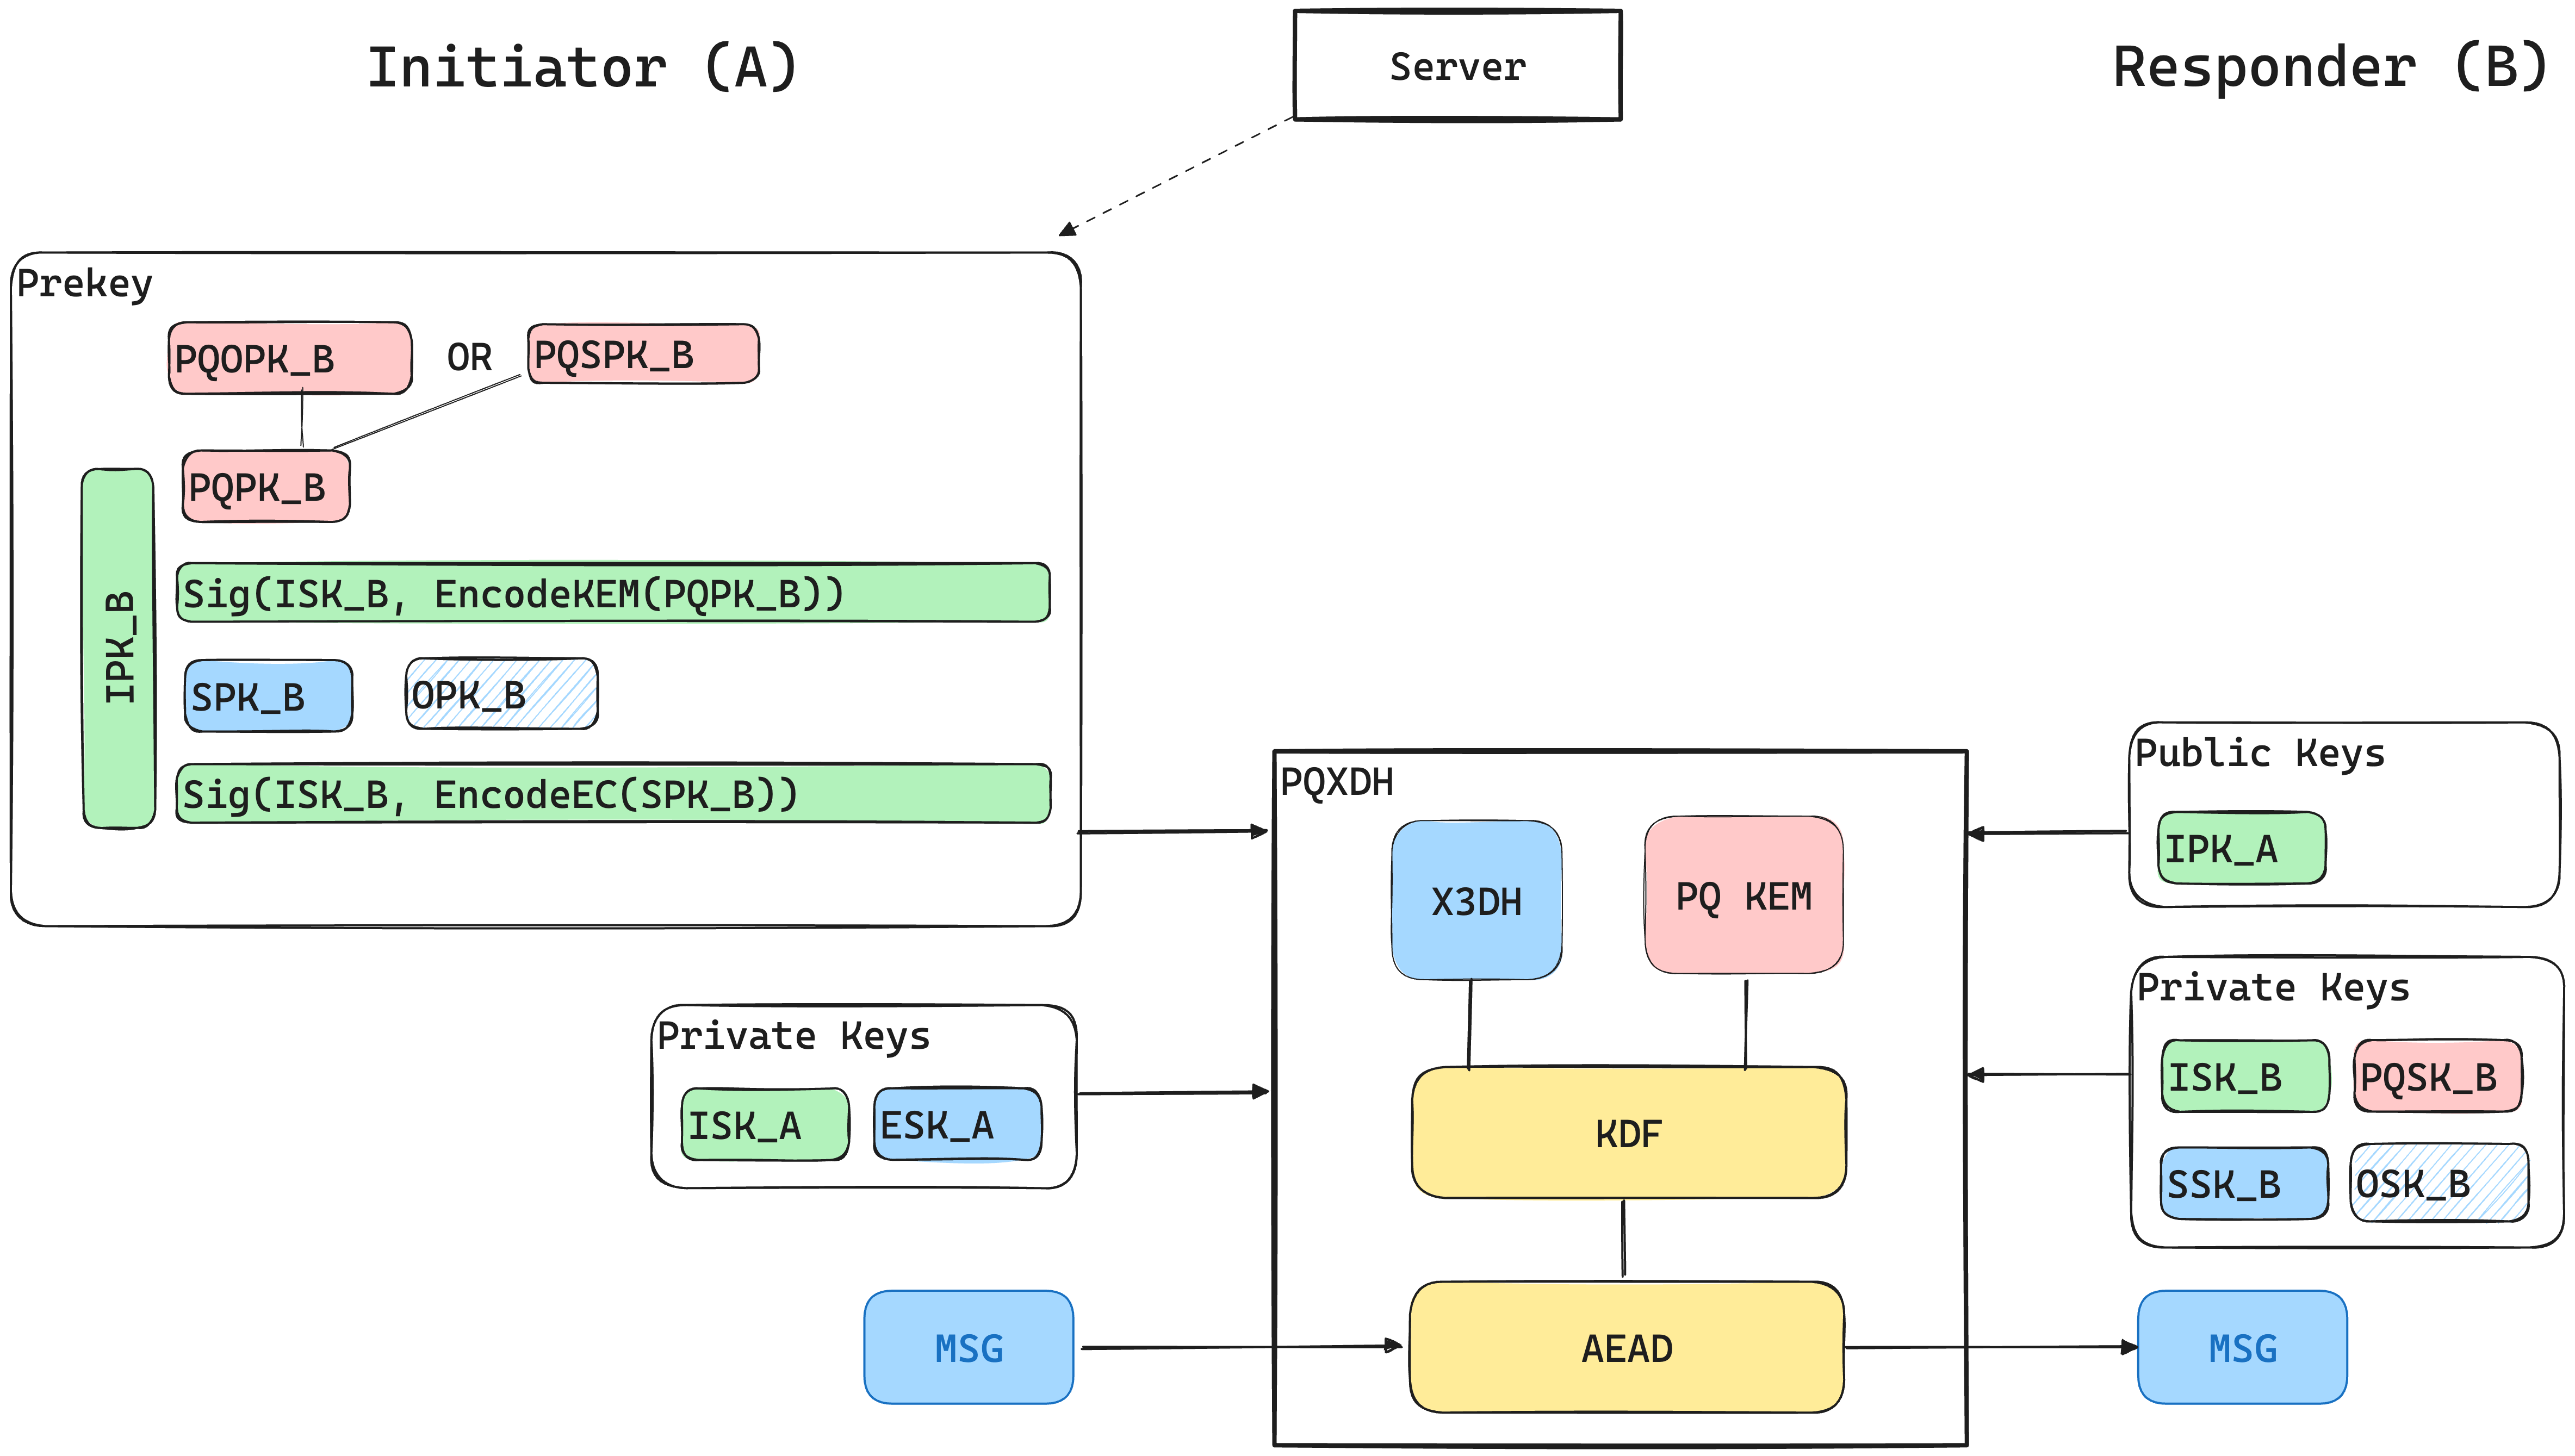 Initiator (A)
Server
Responder (B)
Prekey
PQOPK_B
OR
PQSPK_B
PQPK_B
IPK_B
Sig(ISK_B, EncodeKEM(PQPK_B))
SPK_B
OPK_B
Sig(ISK_B, EncodeEC(SPK_B))
Private Keys
ISK_A
ESK_A
MSG
PQXDH
X3DH
PQ KEM
KDF
AEAD
Public Keys
IPK_A
Private Keys
ISK_B
PQSK_B
SSK_B
OSK_B
MSG